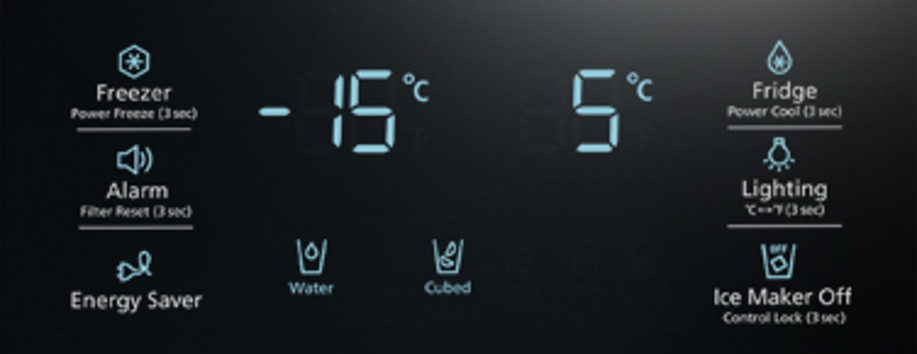 Freezer
Power Freeze (3 sec)
Alarm
Filter Reset (3 sec)
Energy Saver
-15 °C
5 °C
Water
Cubed
Fridge
Power Cool (3 sec)
Lighting
°C↔°F (3 sec)
OFF
Ice Maker Off
Control Lock (3 sec)